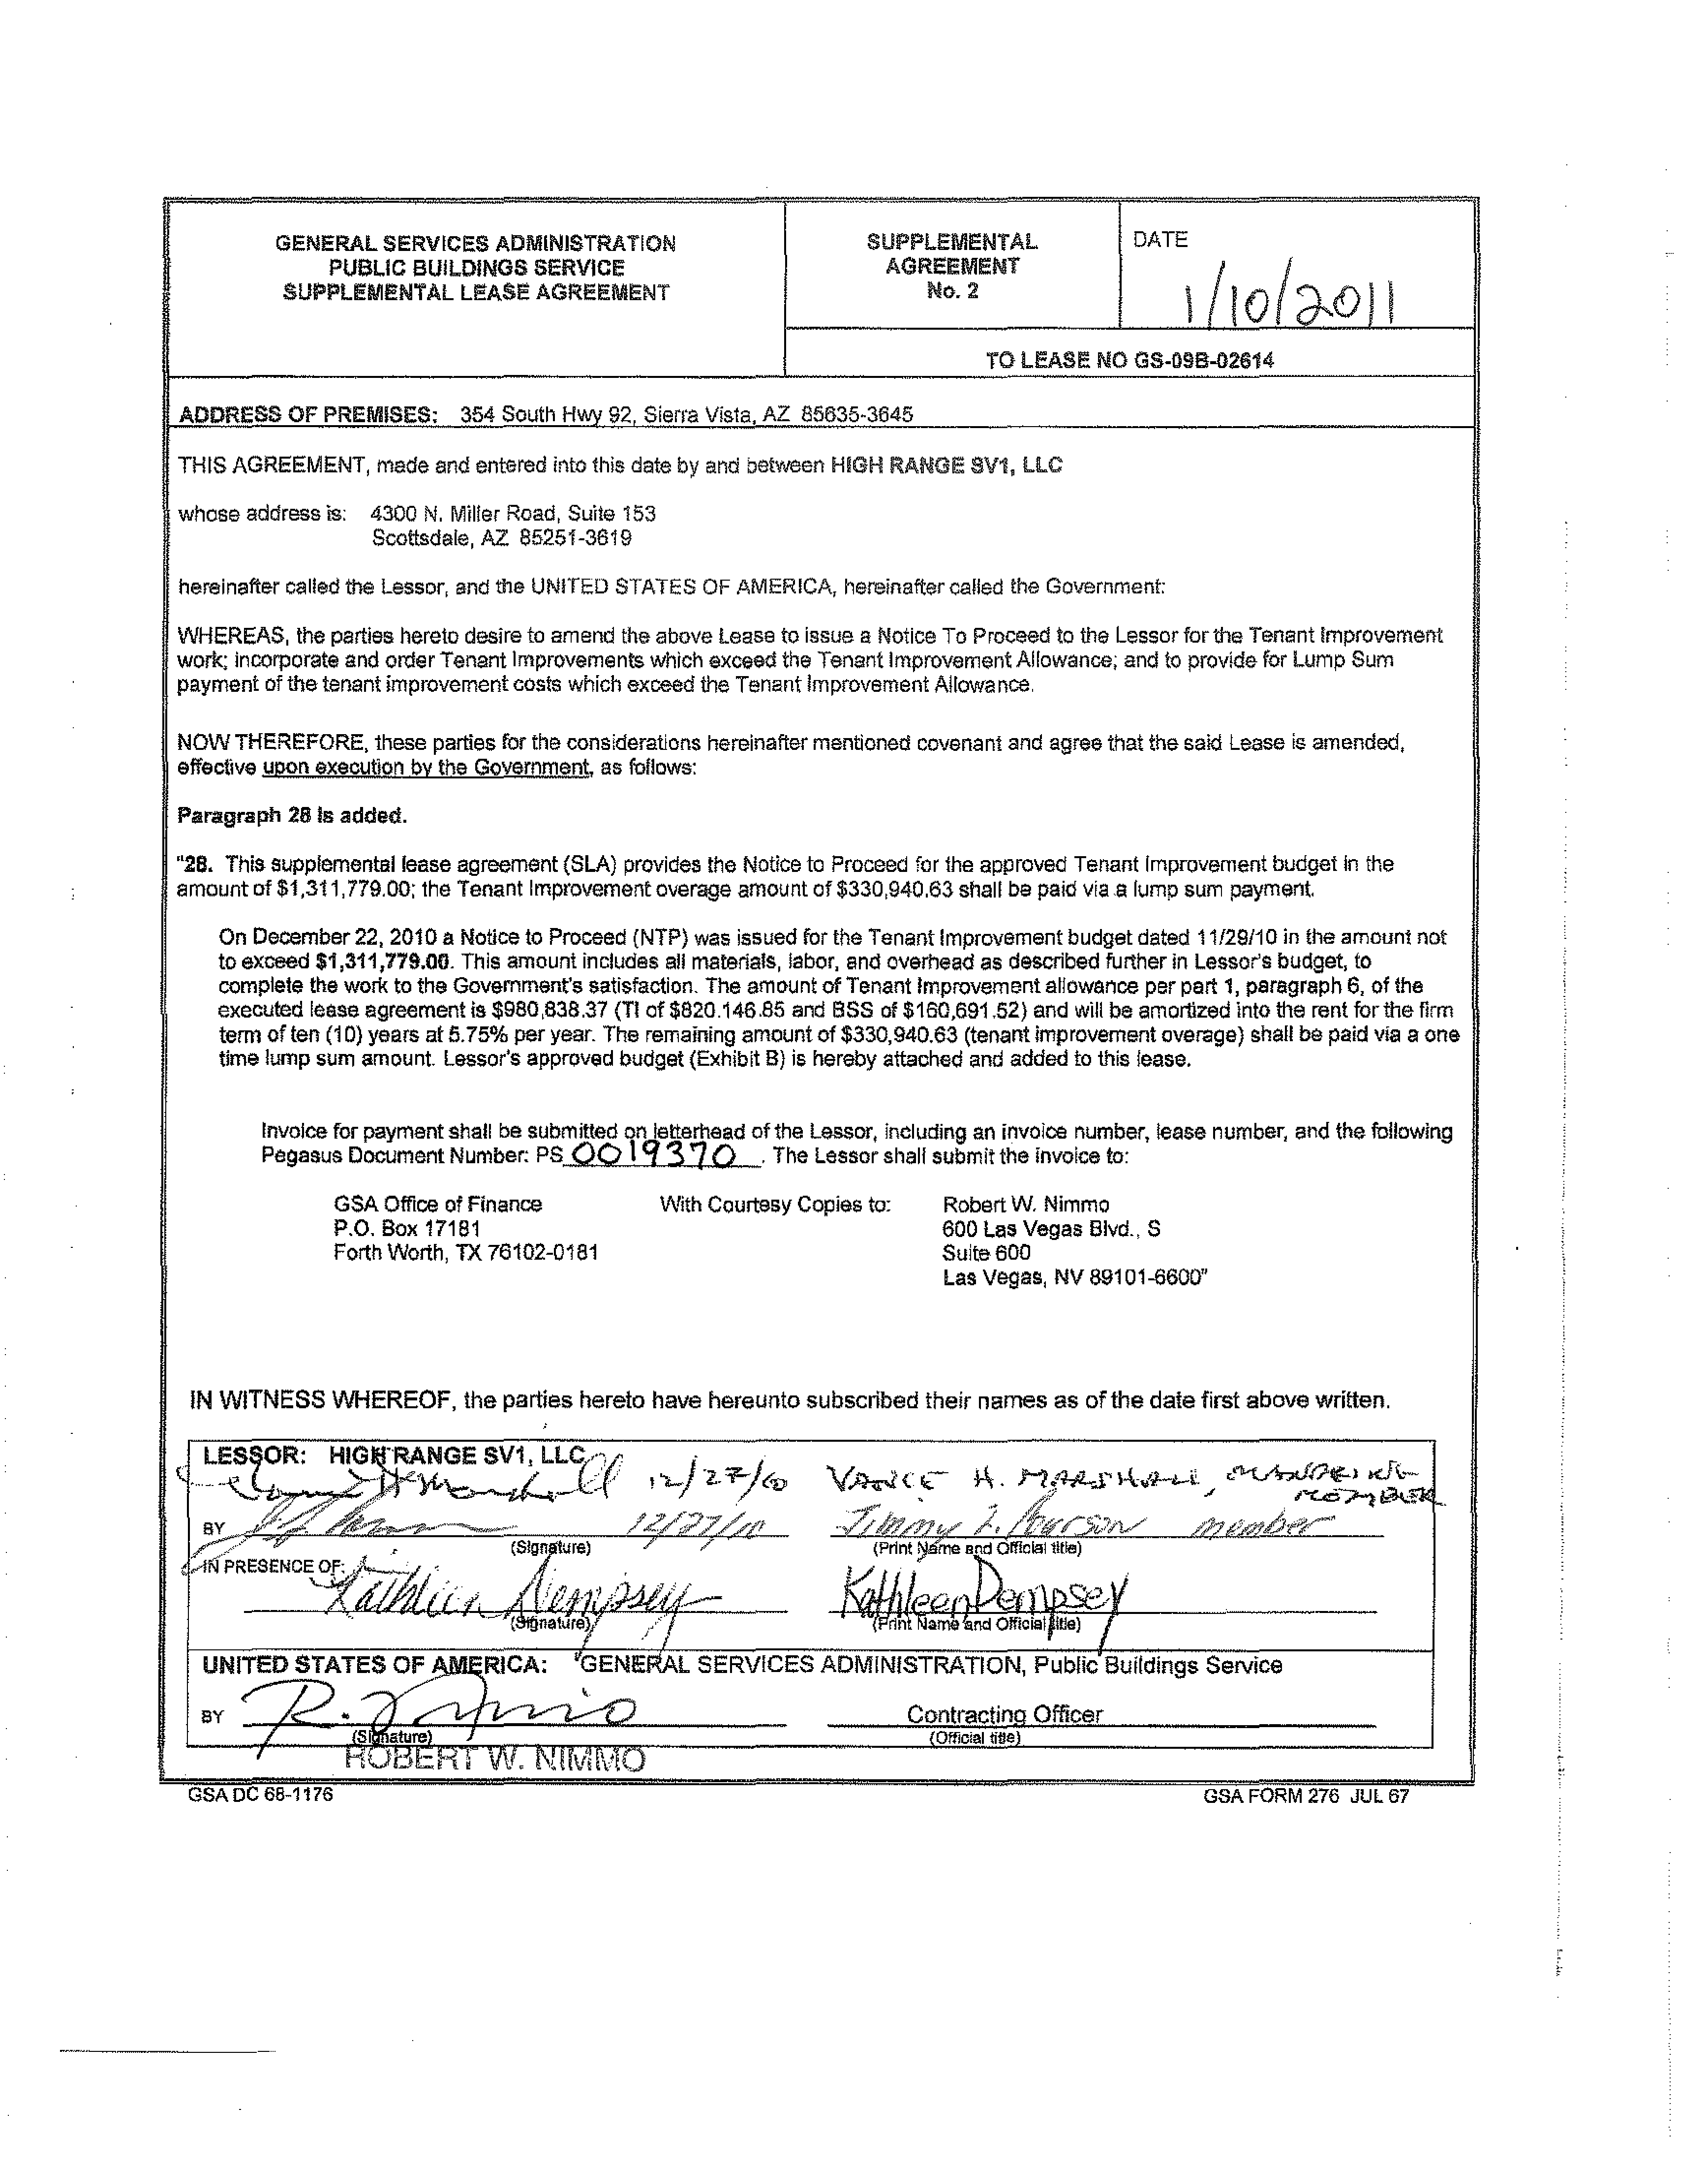 GENERAL SERVICES ADMINISTRATION
PUBLIC BUILDINGS SERVICE
SUPPLEMENTAL LEASE AGREEMENT
SUPPLEMENTAL
AGREEMENT
No. 2
DATE
1/10/2011
TO LEASE NO GS-09B-02614
ADDRESS OF PREMISES: 354 South Hwy 92, Sierra Vista, AZ 85635-3645
THIS AGREEMENT, made and entered into this date by and between HIGH RANGE SV1, LLC
whose address is: 4300 N. Miller Road, Suite 153
Scottsdale, AZ 85251-3619
hereinafter called the Lessor, and the UNITED STATES OF AMERICA, hereinafter called the Government:
WHEREAS, the parties hereto desire to amend the above Lease to issue a Notice To Proceed to the Lessor for the Tenant Improvement
work; incorporate and order Tenant Improvements which exceed the Tenant Improvement Allowance; and to provide for Lump Sum
payment of the tenant improvement costs which exceed the Tenant Improvement Allowance.
NOW THEREFORE, these parties for the considerations hereinafter mentioned covenant and agree that the said Lease is amended,
effective upon execution by the Government, as follows:
Paragraph 28 is added.
"28. This supplemental lease agreement (SLA) provides the Notice to Proceed for the approved Tenant Improvement budget in the
amount of $1,311,779.00; the Tenant Improvement overage amount of $330,940.63 shall be paid via a lump sum payment.
On December 22, 2010 a Notice to Proceed (NTP) was issued for the Tenant Improvement budget dated 11/29/10 in the amount not
to exceed $1,311,779.00. This amount includes all materials, labor, and overhead as described further in Lessor's budget, to
complete the work to the Government's satisfaction. The amount of Tenant Improvement allowance per part 1, paragraph 6, of the
executed lease agreement is $980,838.37 (TI of $820.146.85 and BSS of $160,691.52) and will be amortized into the rent for the firm
term of ten (10) years at 5.75% per year. The remaining amount of $330,940.63 (tenant improvement overage) shall be paid via a one
time lump sum amount. Lessor's approved budget (Exhibit B) is hereby attached and added to this lease.
Invoice for payment shall be submitted on letterhead of the Lessor, including an invoice number, lease number, and the following
Pegasus Document Number: PS 0019370. The Lessor shall submit the invoice to:
GSA Office of Finance With Courtesy Copies to: Robert W. Nimmo
P.O. Box 17181 600 Las Vegas Blvd., S
Forth Worth, TX 76102-0181 Suite 600
Las Vegas, NV 89101-6600"
IN WITNESS WHEREOF, the parties hereto have hereunto subscribed their names as of the date first above written.
LESSOR: HIGH RANGE SV1, LLC
12/27/10 VANCE H. MARSHALL, MANAGING
MEMBER
BY 12/27/10 Jimmy L. Pearson member
(Signature) (Print Name and Official title)
IN PRESENCE OF:
Kathleen Dempsey Kathleen Dempsey
(Signature) (Print Name and Official title)
UNITED STATES OF AMERICA: GENERAL SERVICES ADMINISTRATION, Public Buildings Service
BY R. Nimmo Contracting Officer
(Signature) (Official title)
ROBERT W. NIMMO
GSA DC 68-1176 GSA FORM 276 JUL 67